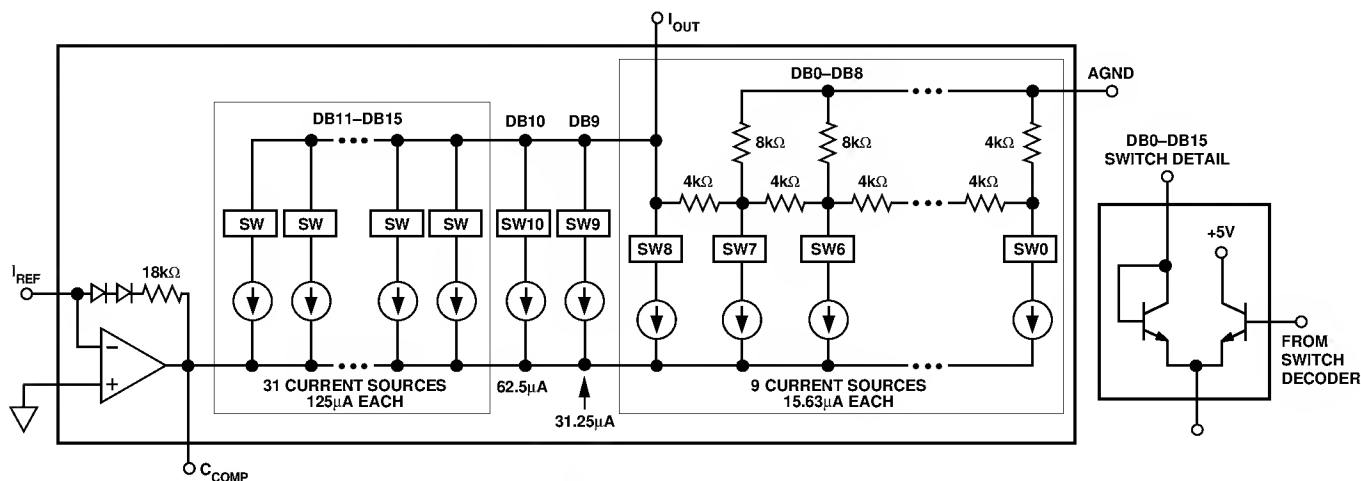 I_OUT
DB0–DB8
AGND
DB11–DB15
DB10
DB9
8kΩ
8kΩ
4kΩ
DB0–DB15
SWITCH DETAIL
4kΩ
4kΩ
4kΩ
4kΩ
SW
SW
SW
SW
SW10
SW9
SW8
SW7
SW6
SW0
+5V
I_REF
18kΩ
–
+
31 CURRENT SOURCES
125µA EACH
62.5µA
31.25µA
9 CURRENT SOURCES
15.63µA EACH
FROM
SWITCH
DECODER
C_COMP